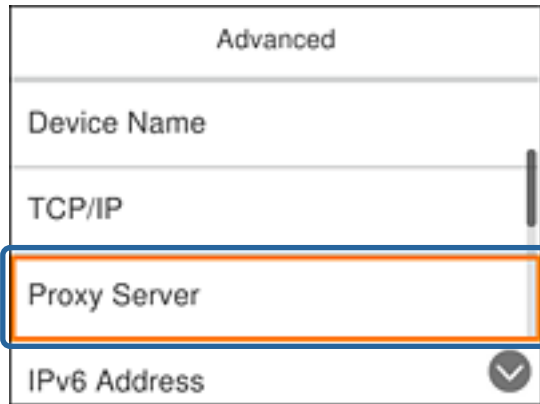 Advanced
Device Name
TCP/IP
Proxy Server
IPv6 Address